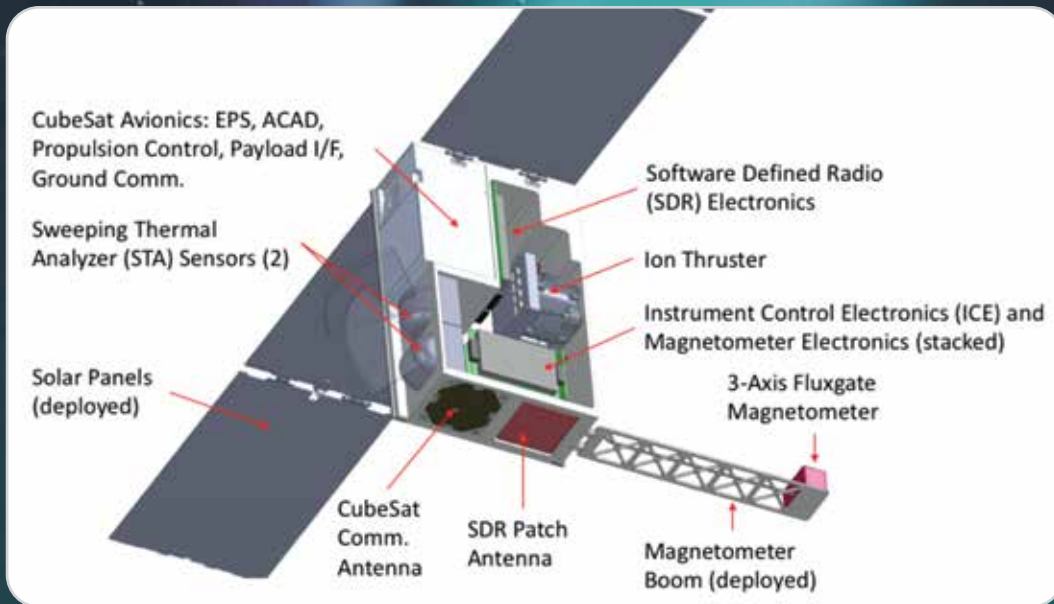 CubeSat Avionics: EPS, ACAD,
Propulsion Control, Payload I/F,
Ground Comm.
Sweeping Thermal
Analyzer (STA) Sensors (2)
Solar Panels
(deployed)
CubeSat
Comm.
Antenna
SDR Patch
Antenna
Software Defined Radio
(SDR) Electronics
Ion Thruster
Instrument Control Electronics (ICE) and
Magnetometer Electronics (stacked)
3-Axis Fluxgate
Magnetometer
Magnetometer
Boom (deployed)